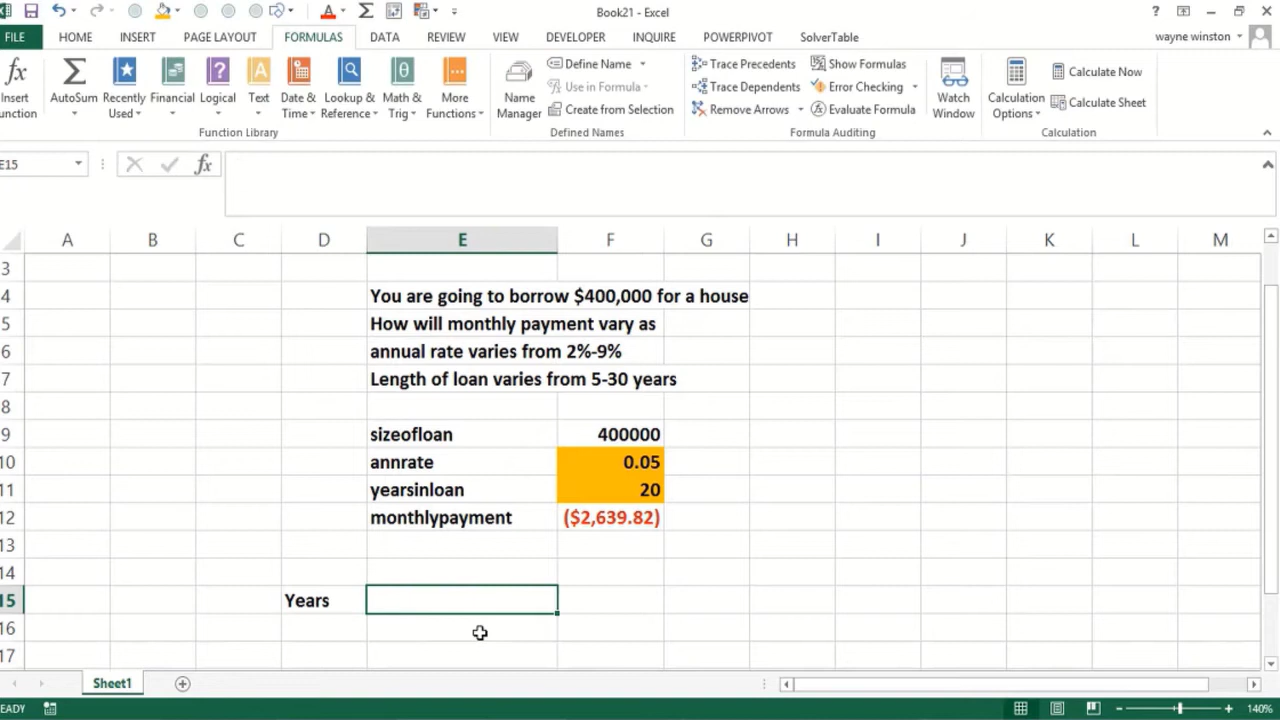 Book21 - Excel
?
FILE HOME INSERT PAGE LAYOUT FORMULAS DATA REVIEW VIEW DEVELOPER INQUIRE POWERPIVOT SolverTable wayne winston
Insert Function
AutoSum
Recently Used
Financial
Logical
Text
Date & Time
Lookup & Reference
Math & Trig
More Functions
Function Library
Name Manager
Define Name
Use in Formula
Create from Selection
Defined Names
Trace Precedents
Trace Dependents
Remove Arrows
Show Formulas
Error Checking
Evaluate Formula
Formula Auditing
Watch Window
Calculation Options
Calculate Now
Calculate Sheet
Calculation
E15 fx
A B C D E F G H I J K L M
3
4 You are going to borrow $400,000 for a house
5 How will monthly payment vary as
6 annual rate varies from 2%-9%
7 Length of loan varies from 5-30 years
8
9 sizeofloan 400000
10 annrate 0.05
11 yearsinloan 20
12 monthlypayment ($2,639.82)
13
14
15 Years
16
17
Sheet1
READY 140%